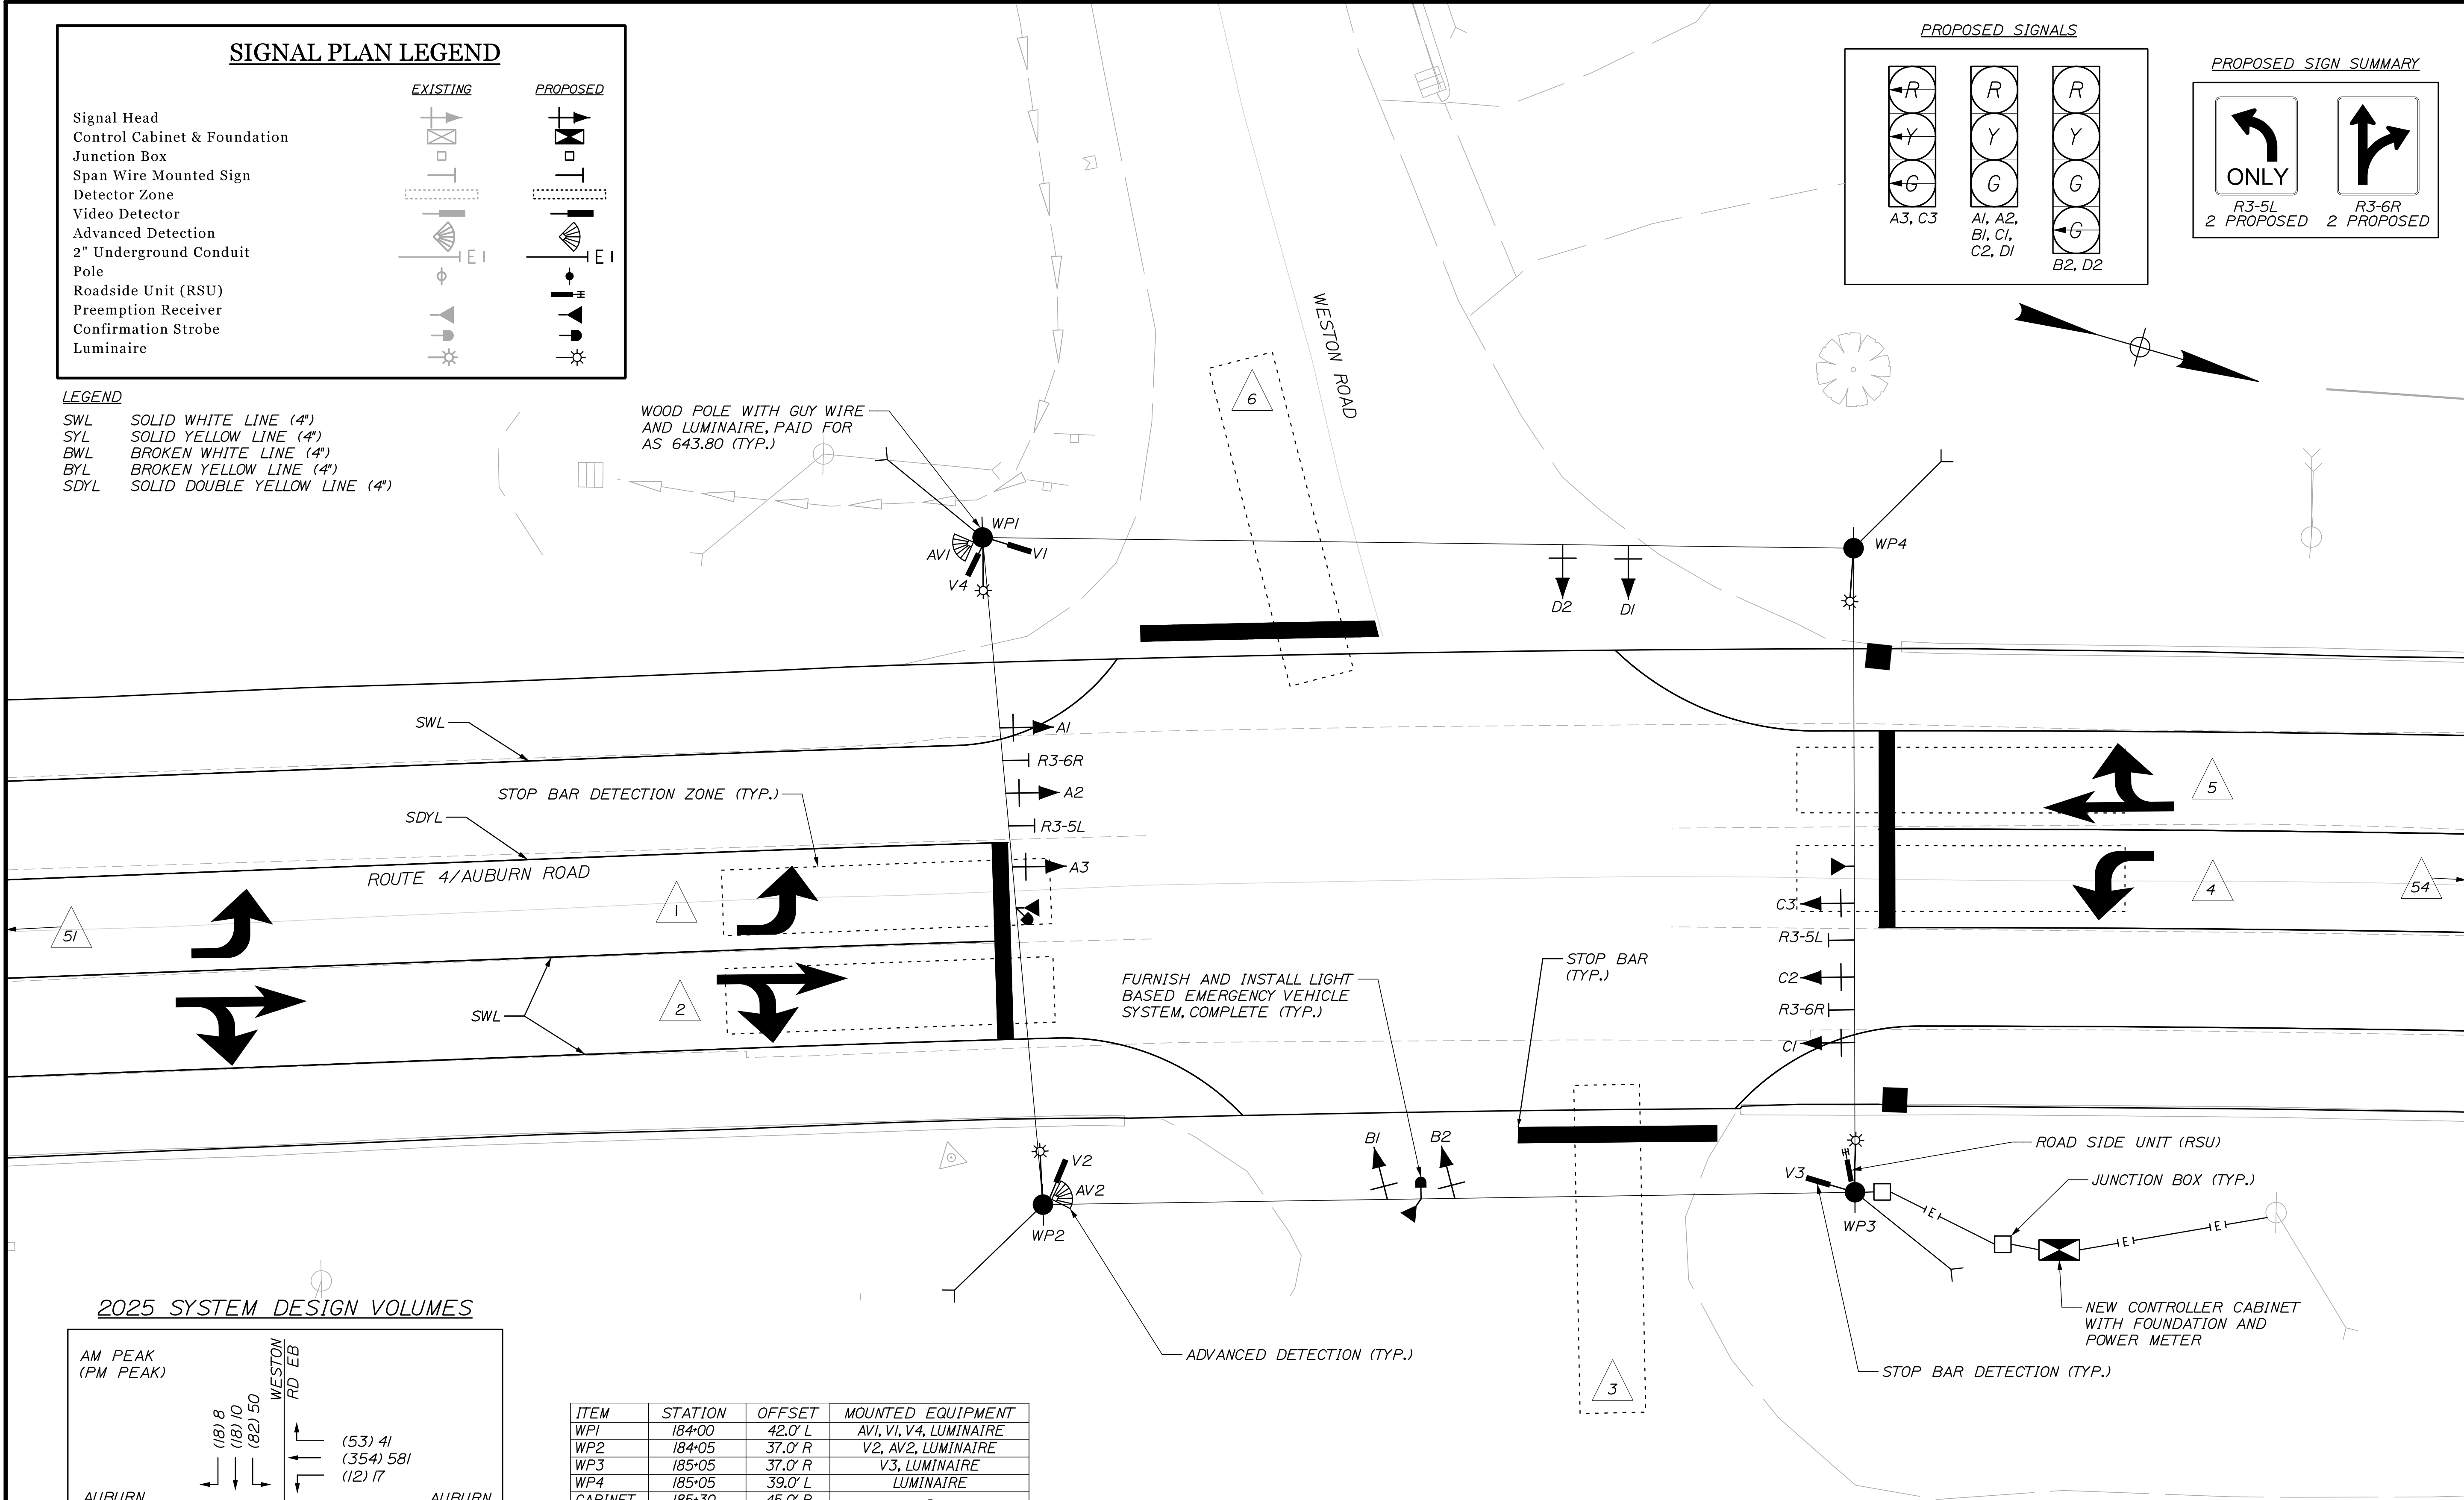 SIGNAL PLAN LEGEND
EXISTING PROPOSED
Signal Head
Control Cabinet & Foundation
Junction Box
Span Wire Mounted Sign
Detector Zone
Video Detector
Advanced Detection
2" Underground Conduit
E E
Pole
Roadside Unit (RSU)
Preemption Receiver
Confirmation Strobe
Luminaire
LEGEND
SWL SOLID WHITE LINE (4")
SYL SOLID YELLOW LINE (4")
BWL BROKEN WHITE LINE (4")
BYL BROKEN YELLOW LINE (4")
SDYL SOLID DOUBLE YELLOW LINE (4")
PROPOSED SIGNALS
R R R
Y Y Y
G G G
G
A3, C3
A1, A2,
B1, C1,
C2, D1
B2, D2
PROPOSED SIGN SUMMARY
ONLY
R3-5L
2 PROPOSED
R3-6R
2 PROPOSED
WESTON ROAD
6
WOOD POLE WITH GUY WIRE
AND LUMINAIRE, PAID FOR
AS 643.80 (TYP.)
WP1
AV1
V1
V4
WP4
D2
D1
SWL
A1
R3-6R
STOP BAR DETECTION ZONE (TYP.)
A2
SDYL
R3-5L
A3
ROUTE 4/AUBURN ROAD
51
1
2
SWL
5
4
54
C3
R3-5L
C2
R3-6R
C1
STOP BAR
(TYP.)
FURNISH AND INSTALL LIGHT
BASED EMERGENCY VEHICLE
SYSTEM, COMPLETE (TYP.)
B1
B2
V2
AV2
WP2
V3
WP3
ROAD SIDE UNIT (RSU)
JUNCTION BOX (TYP.)
E
E
E
NEW CONTROLLER CABINET
WITH FOUNDATION AND
POWER METER
STOP BAR DETECTION (TYP.)
ADVANCED DETECTION (TYP.)
3
2025 SYSTEM DESIGN VOLUMES
AM PEAK
(PM PEAK)
WESTON
RD EB
(18) 8
(18) 10
(82) 50
(53) 41
(354) 581
(12) 17
AUBURN
AUBURN
ITEM STATION OFFSET MOUNTED EQUIPMENT
WP1 184+00 42.0' L AV1, V1, V4, LUMINAIRE
WP2 184+05 37.0' R V2, AV2, LUMINAIRE
WP3 185+05 37.0' R V3, LUMINAIRE
WP4 185+05 39.0' L LUMINAIRE
CABINET 185+30 45.0' R -